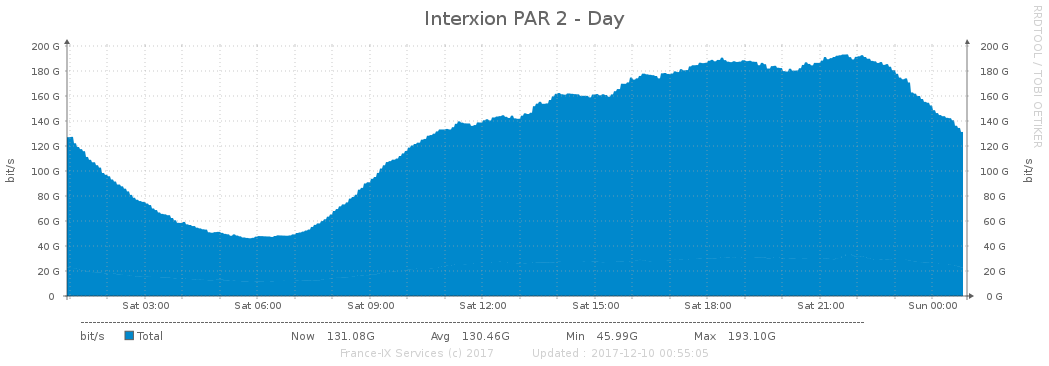 Interxion PAR 2 - Day
RRDTOOL / TOBI OETIKER
bit/s
200 G
180 G
160 G
140 G
120 G
100 G
80 G
60 G
40 G
20 G
0
200 G
180 G
160 G
140 G
120 G
100 G
80 G
60 G
40 G
20 G
0 G
bit/s
Sat 03:00 Sat 06:00 Sat 09:00 Sat 12:00 Sat 15:00 Sat 18:00 Sat 21:00 Sun 00:00
bit/s Total Now 131.08G Avg 130.46G Min 45.99G Max 193.10G
France-IX Services (c) 2017 Updated : 2017-12-10 00:55:05